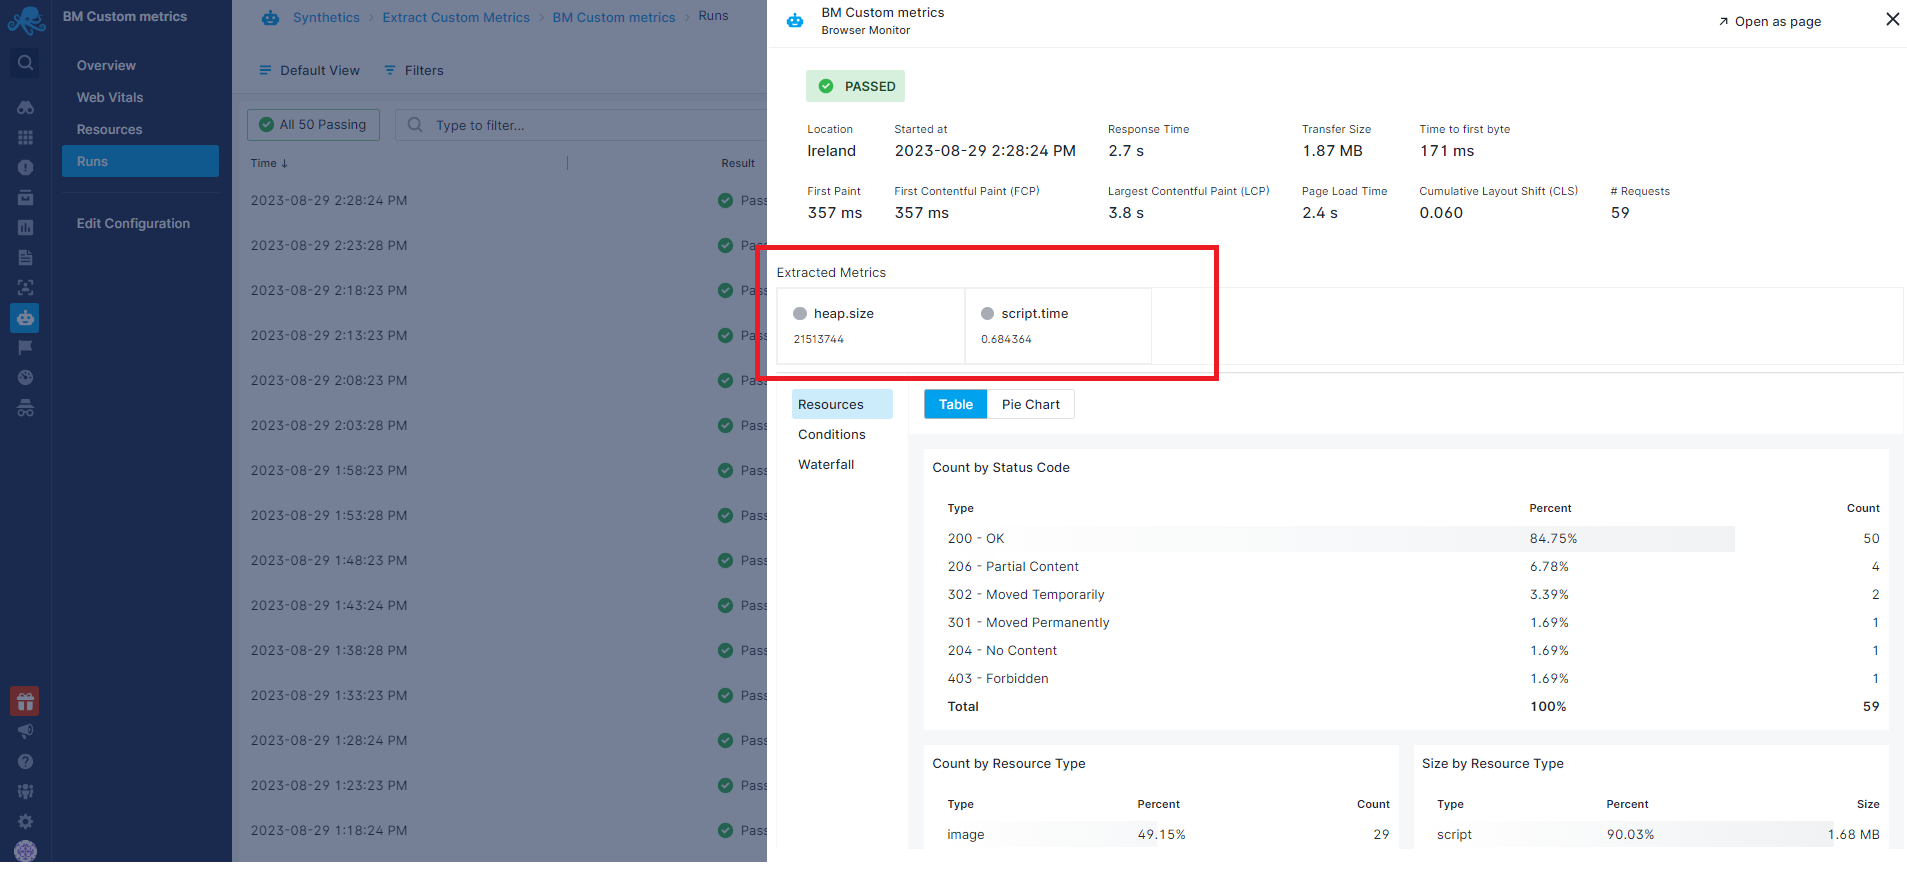 BM Custom metrics
Overview
Web Vitals
Resources
Runs
Edit Configuration
Synthetics > Extract Custom Metrics > BM Custom metrics > Runs
Default View Filters
All 50 Passing Type to filter...
Time ↓ Result
2023-08-29 2:28:24 PM Pass
2023-08-29 2:23:28 PM Pas
2023-08-29 2:18:23 PM Pas
2023-08-29 2:13:23 PM Pas
2023-08-29 2:08:23 PM Pas
2023-08-29 2:03:28 PM Pass
2023-08-29 1:58:23 PM Pass
2023-08-29 1:53:28 PM Pass
2023-08-29 1:48:23 PM Pass
2023-08-29 1:43:24 PM Pass
2023-08-29 1:38:28 PM Pass
2023-08-29 1:33:23 PM Pass
2023-08-29 1:28:24 PM Pass
2023-08-29 1:23:23 PM Pass
2023-08-29 1:18:24 PM Pass
BM Custom metrics
Browser Monitor
Open as page
PASSED
Location Started at Response Time Transfer Size Time to first byte
Ireland 2023-08-29 2:28:24 PM 2.7 s 1.87 MB 171 ms
First Paint First Contentful Paint (FCP) Largest Contentful Paint (LCP) Page Load Time Cumulative Layout Shift (CLS) # Requests
357 ms 357 ms 3.8 s 2.4 s 0.060 59
Extracted Metrics
heap.size script.time
21513744 0.684364
Resources
Conditions
Waterfall
Table Pie Chart
Count by Status Code
Type Percent Count
200 - OK 84.75% 50
206 - Partial Content 6.78% 4
302 - Moved Temporarily 3.39% 2
301 - Moved Permanently 1.69% 1
204 - No Content 1.69% 1
403 - Forbidden 1.69% 1
Total 100% 59
Count by Resource Type
Type Percent Count
image 49.15% 29
Size by Resource Type
Type Percent Size
script 90.03% 1.68 MB